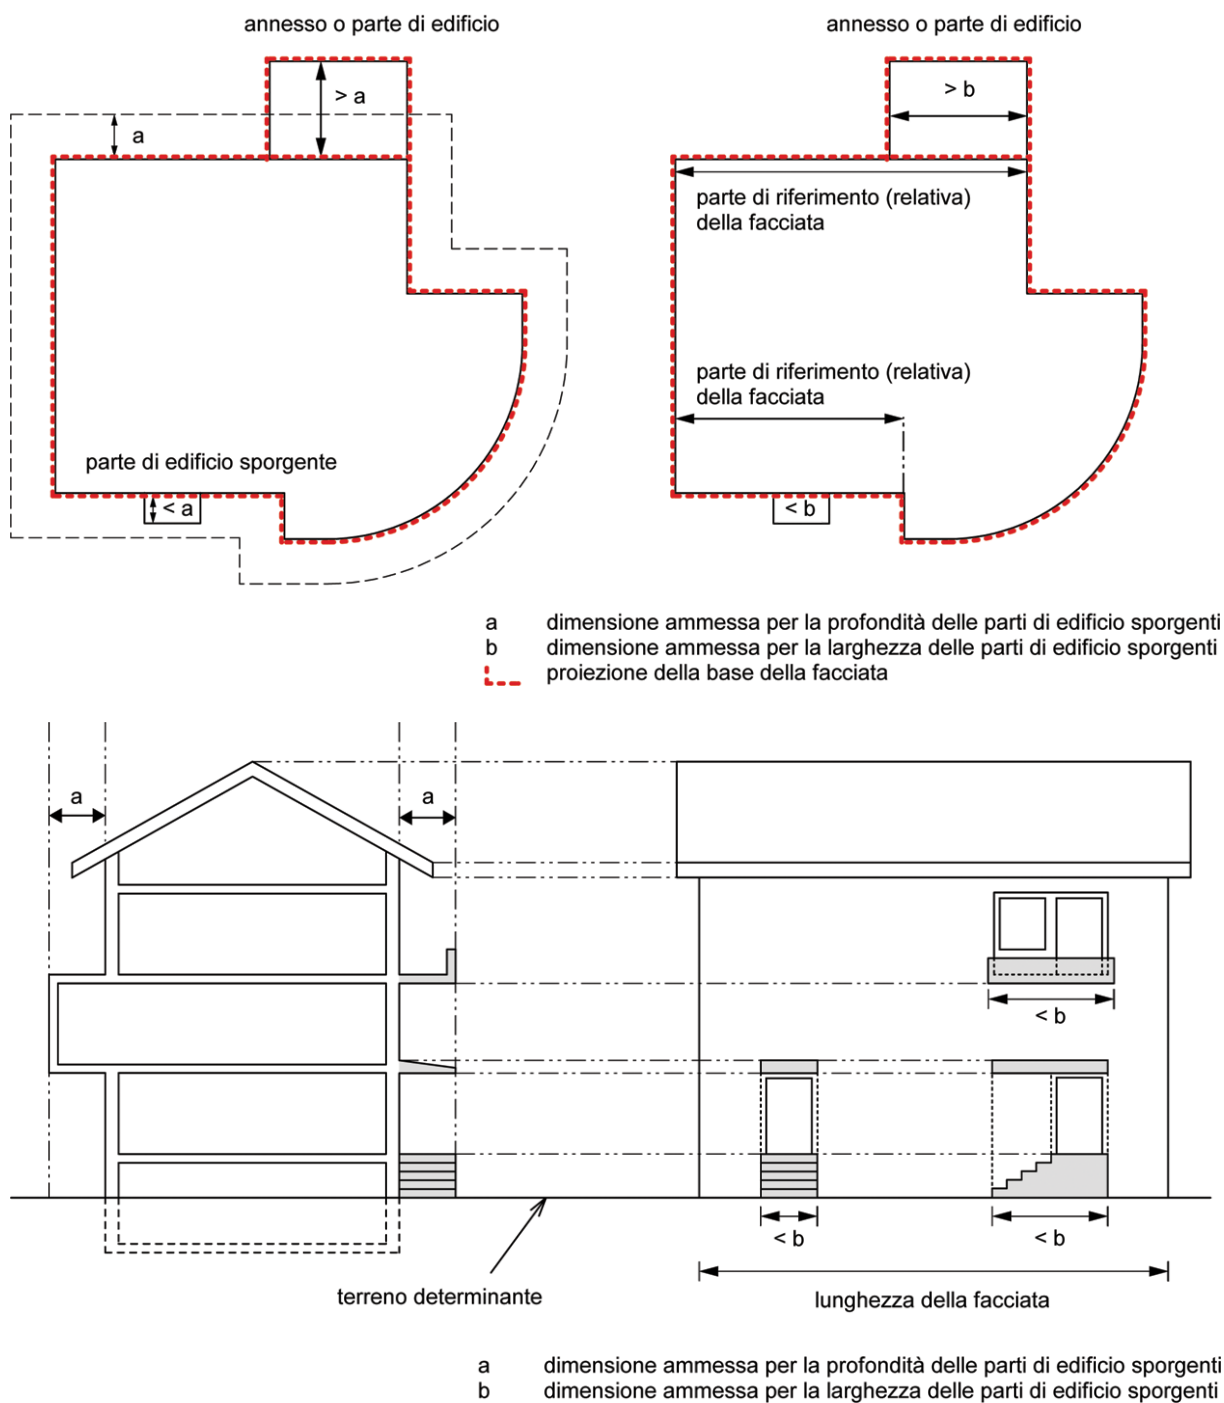 annesso o parte di edificio
annesso o parte di edificio
> a
a
> b
parte di riferimento (relativa)
della facciata
parte di riferimento (relativa)
della facciata
parte di edificio sporgente
< a
< b
a dimensione ammessa per la profondità delle parti di edificio sporgenti
b dimensione ammessa per la larghezza delle parti di edificio sporgenti
proiezione della base della facciata
a
a
< b
< b
< b
terreno determinante
lunghezza della facciata
a dimensione ammessa per la profondità delle parti di edificio sporgenti
b dimensione ammessa per la larghezza delle parti di edificio sporgenti